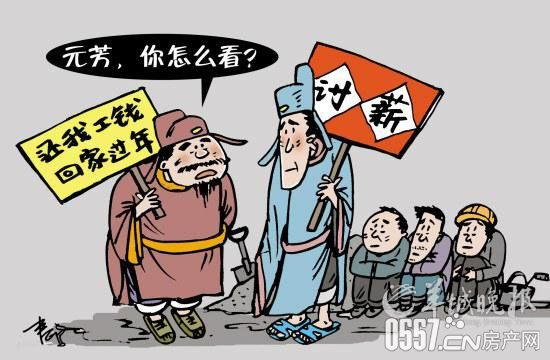 元芳，你怎么看？
还我工钱
回家过年
讨薪
羊城晚报
0557.CN房产网